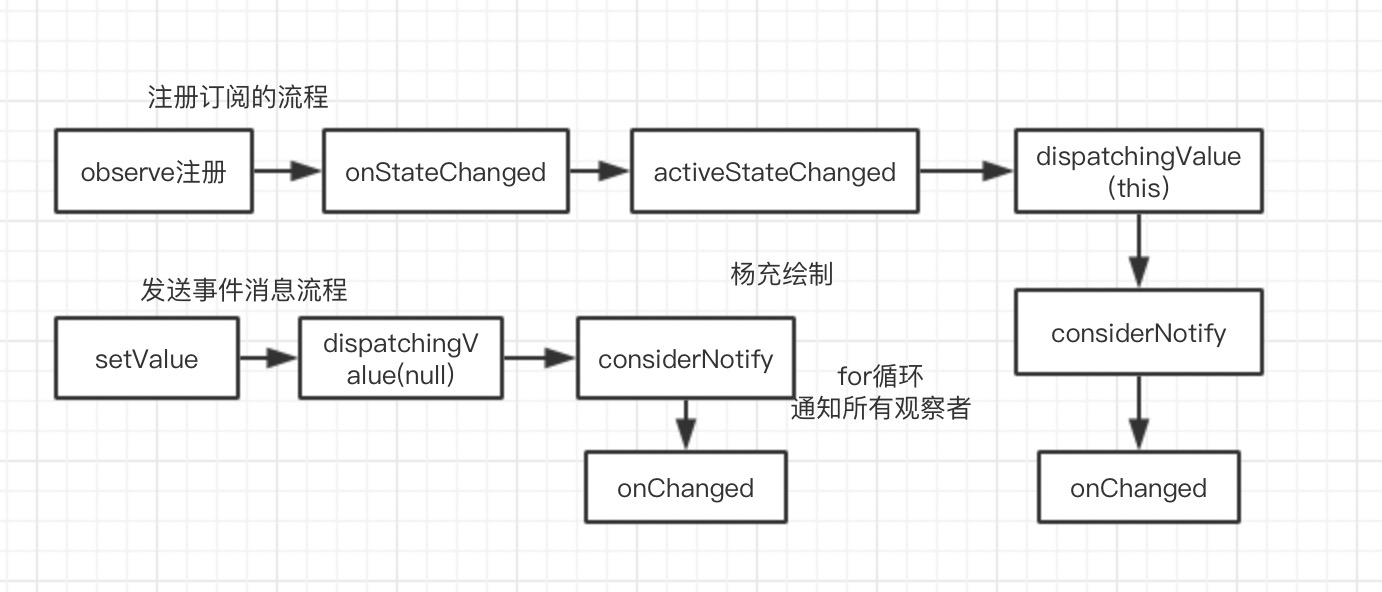 注册订阅的流程
observe注册
onStateChanged
activeStateChanged
dispatchingValue
(this)
considerNotify
onChanged
杨充绘制
发送事件消息流程
setValue
dispatchingV
alue(null)
considerNotify
for循环
通知所有观察者
onChanged